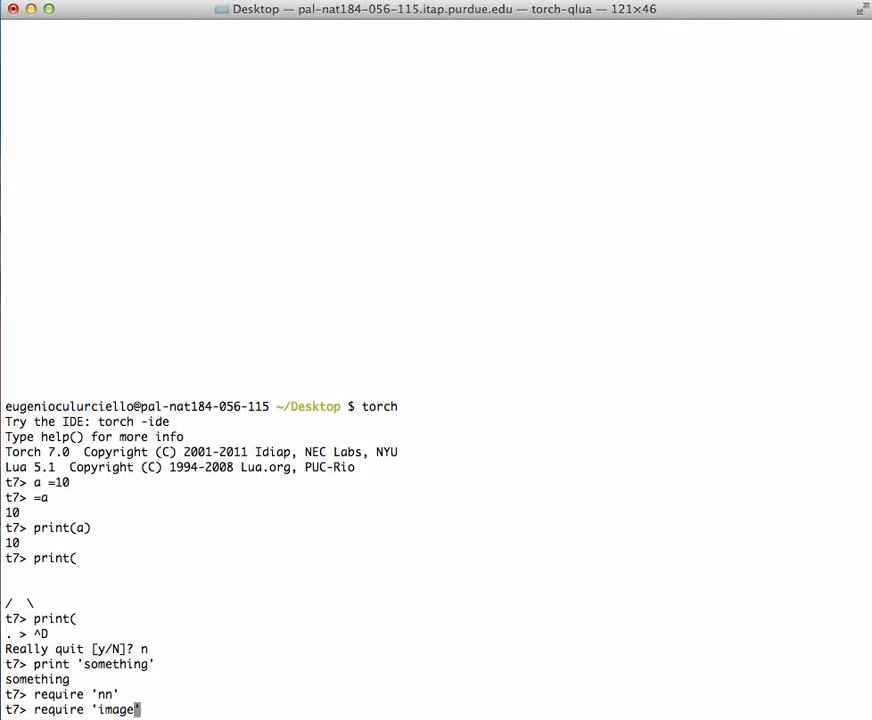 Desktop — pal-nat184-056-115.itap.purdue.edu — torch-qlua — 121×46
eugenioculurciello@pal-nat184-056-115 ~/Desktop $ torch
Try the IDE: torch -ide
Type help() for more info
Torch 7.0  Copyright (C) 2001-2011 Idiap, NEC Labs, NYU
Lua 5.1  Copyright (C) 1994-2008 Lua.org, PUC-Rio
t7> a =10
t7> =a
10
t7> print(a)
10
t7> print(
/  \
t7> print(
. > ^D
Really quit [y/N]? n
t7> print 'something'
something
t7> require 'nn'
t7> require 'image'